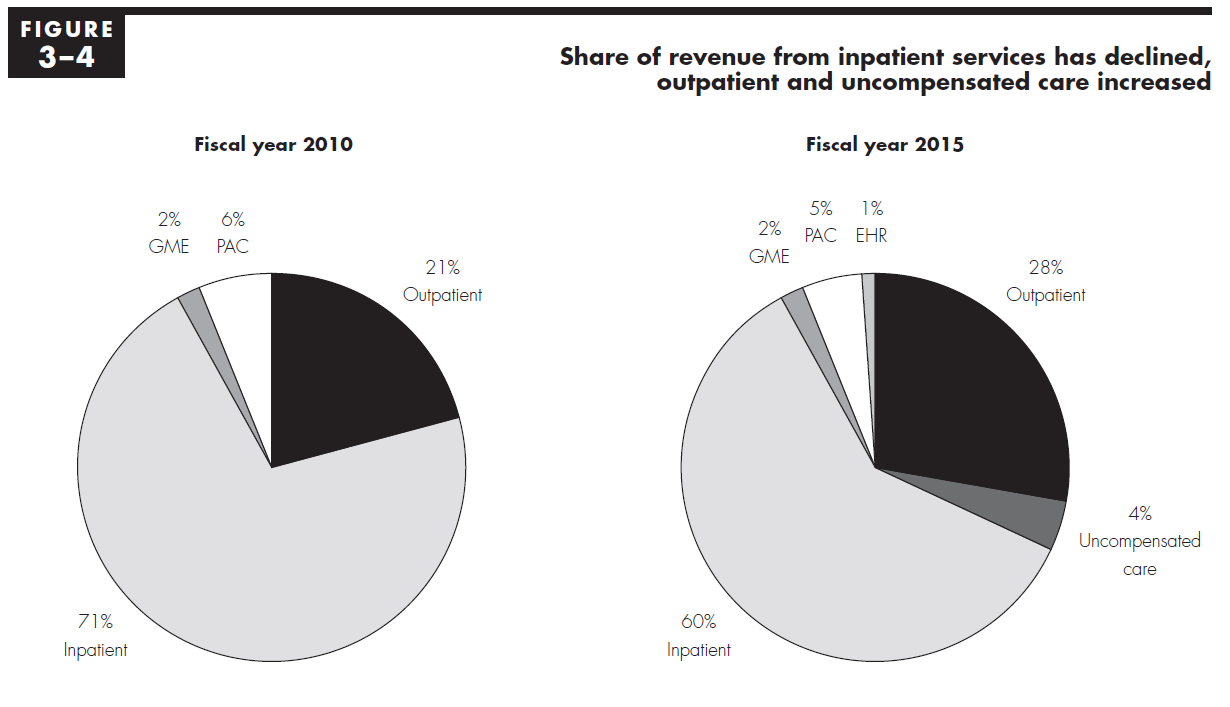 FIGURE
3–4
Share of revenue from inpatient services has declined,
outpatient and uncompensated care increased
Fiscal year 2010
2%
GME
6%
PAC
21%
Outpatient
71%
Inpatient
Fiscal year 2015
2%
GME
5%
PAC
1%
EHR
28%
Outpatient
4%
Uncompensated
care
60%
Inpatient